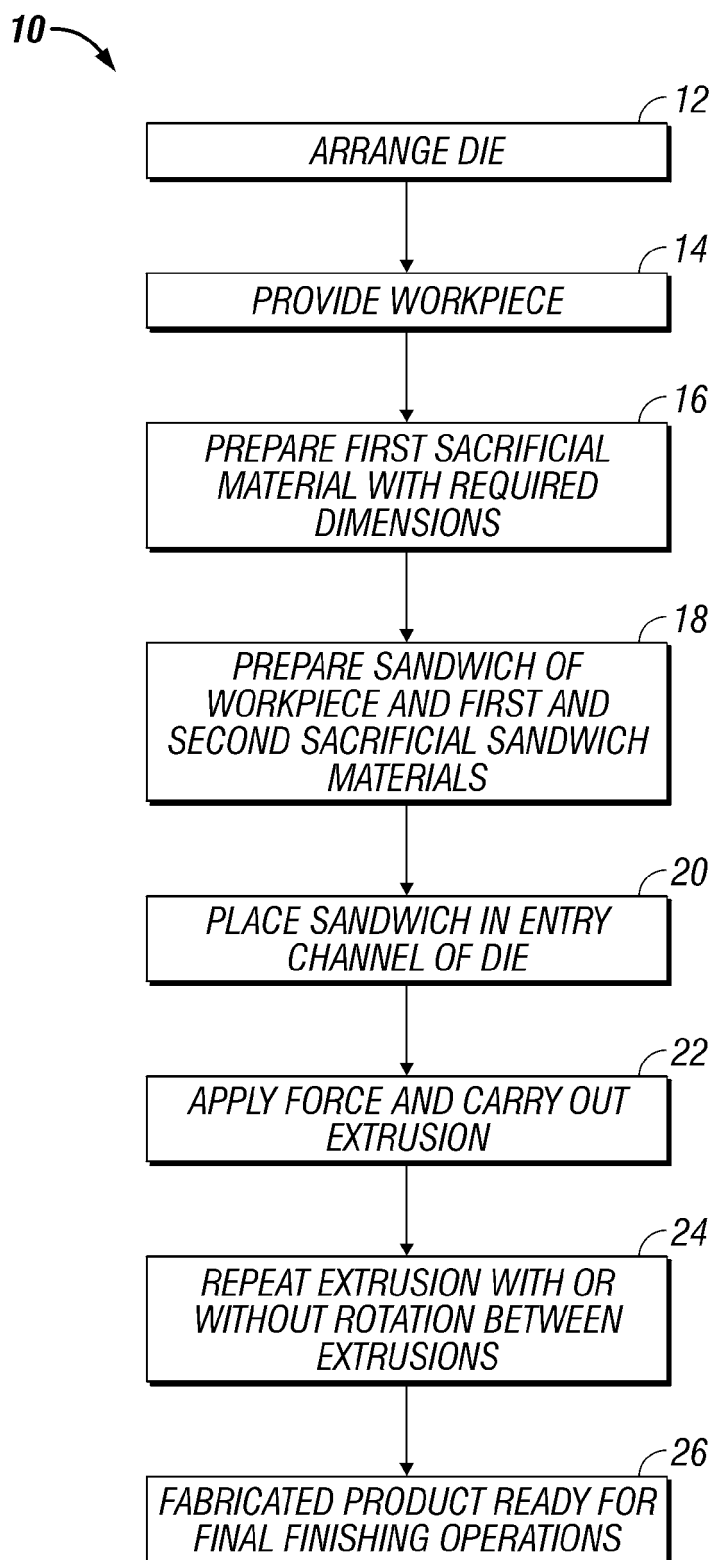 10
12
ARRANGE DIE
14
PROVIDE WORKPIECE
16
PREPARE FIRST SACRIFICIAL
MATERIAL WITH REQUIRED
DIMENSIONS
18
PREPARE SANDWICH OF
WORKPIECE AND FIRST AND
SECOND SACRIFICIAL SANDWICH
MATERIALS
20
PLACE SANDWICH IN ENTRY
CHANNEL OF DIE
22
APPLY FORCE AND CARRY OUT
EXTRUSION
24
REPEAT EXTRUSION WITH OR
WITHOUT ROTATION BETWEEN
EXTRUSIONS
26
FABRICATED PRODUCT READY FOR
FINAL FINISHING OPERATIONS